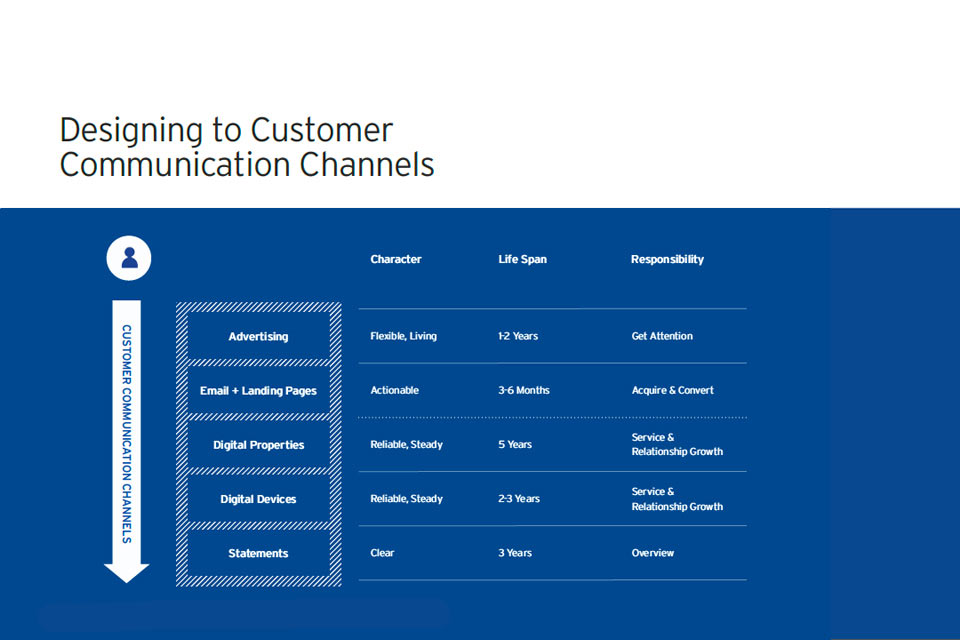 Designing to Customer
Communication Channels
Character Life Span Responsibility
CUSTOMER COMMUNICATION CHANNELS
Advertising Flexible, Living 1-2 Years Get Attention
Email + Landing Pages Actionable 3-6 Months Acquire & Convert
Digital Properties Reliable, Steady 5 Years Service &
Relationship Growth
Digital Devices Reliable, Steady 2-3 Years Service &
Relationship Growth
Statements Clear 3 Years Overview